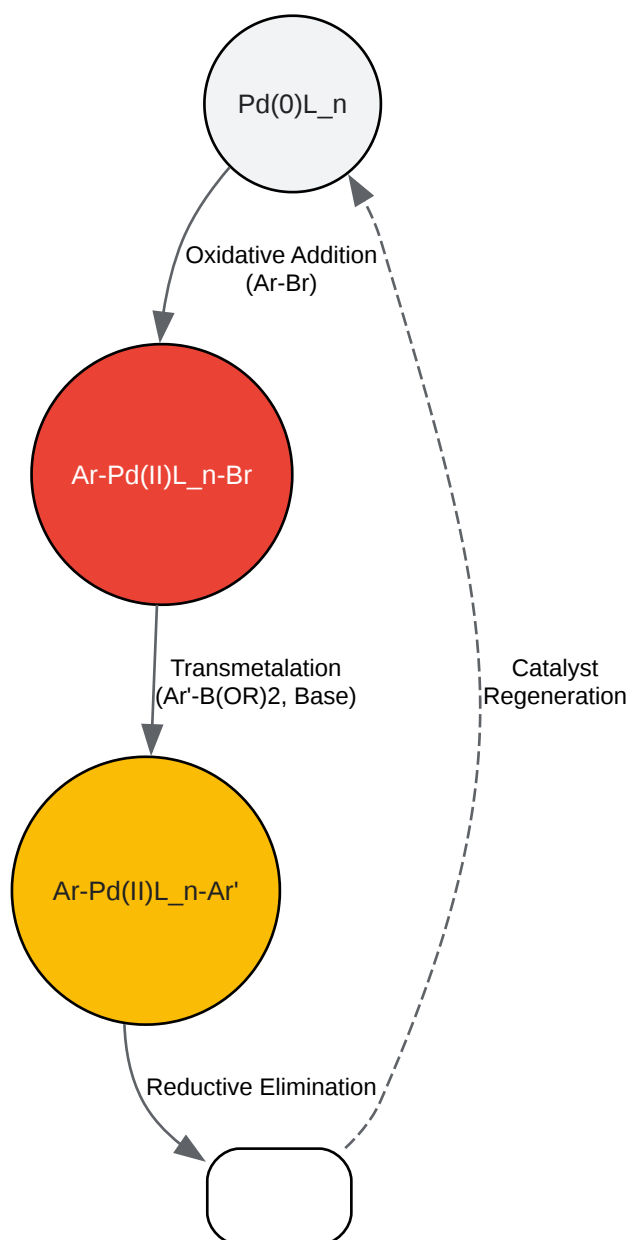 Pd(0)L_n
Oxidative Addition
(Ar-Br)
Ar-Pd(II)L_n-Br
Transmetalation
(Ar'-B(OR)2, Base)
Catalyst
Regeneration
Ar-Pd(II)L_n-Ar'
Reductive Elimination